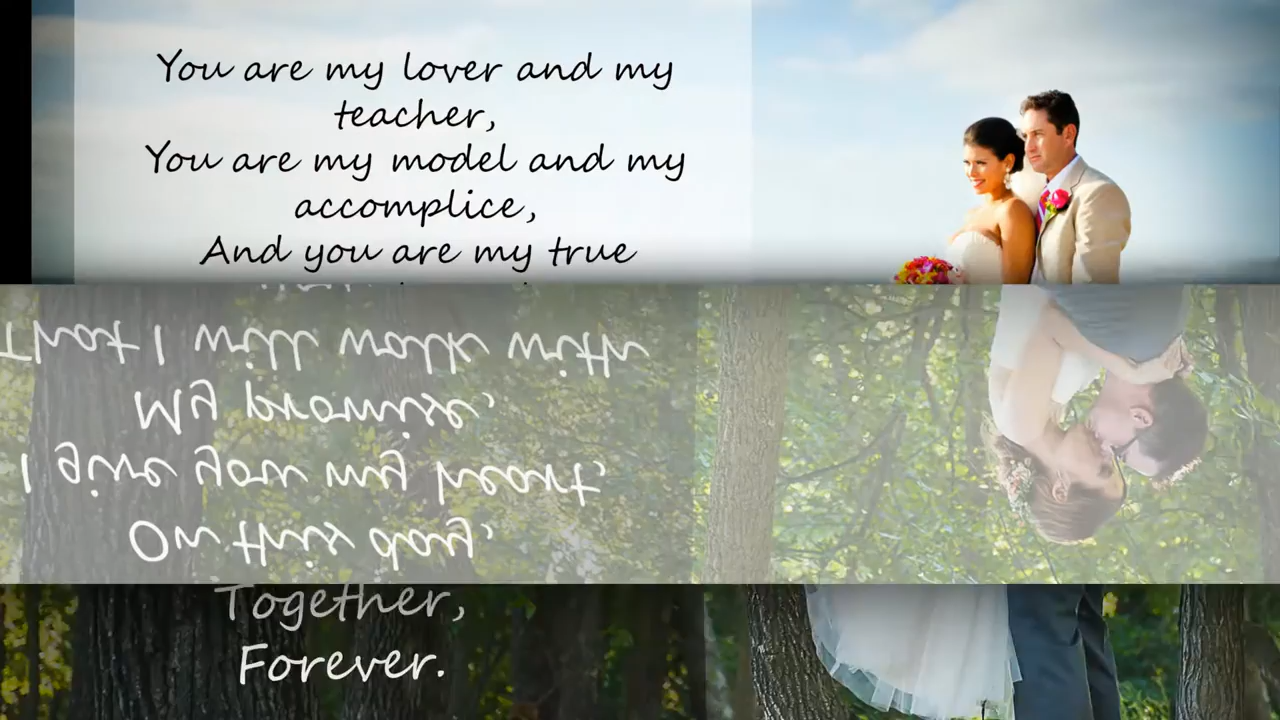 You are my lover and my
teacher,
You are my model and my
accomplice,
And you are my true
That I will walk with
My promise,
I give you my heart,
On this day,
Together,
Forever.